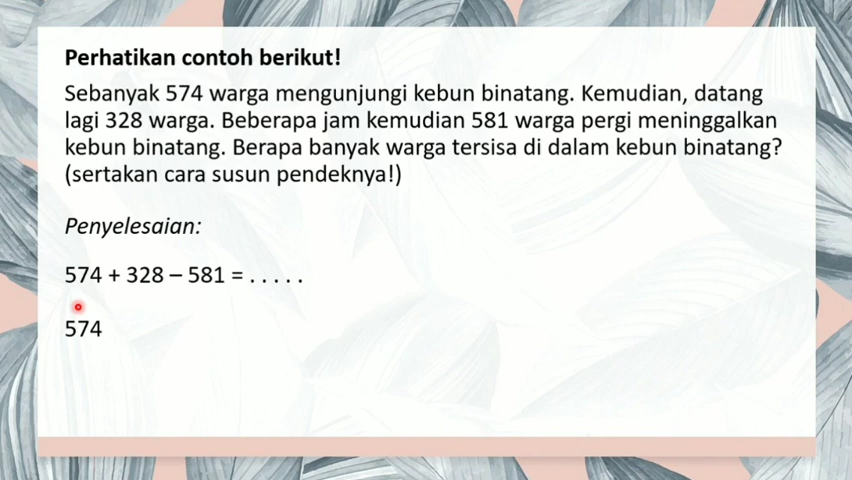 Perhatikan contoh berikut!
Sebanyak 574 warga mengunjungi kebun binatang. Kemudian, datang
lagi 328 warga. Beberapa jam kemudian 581 warga pergi meninggalkan
kebun binatang. Berapa banyak warga tersisa di dalam kebun binatang?
(sertakan cara susun pendeknya!)
Penyelesaian:
574 + 328 – 581 = . . . . .
574